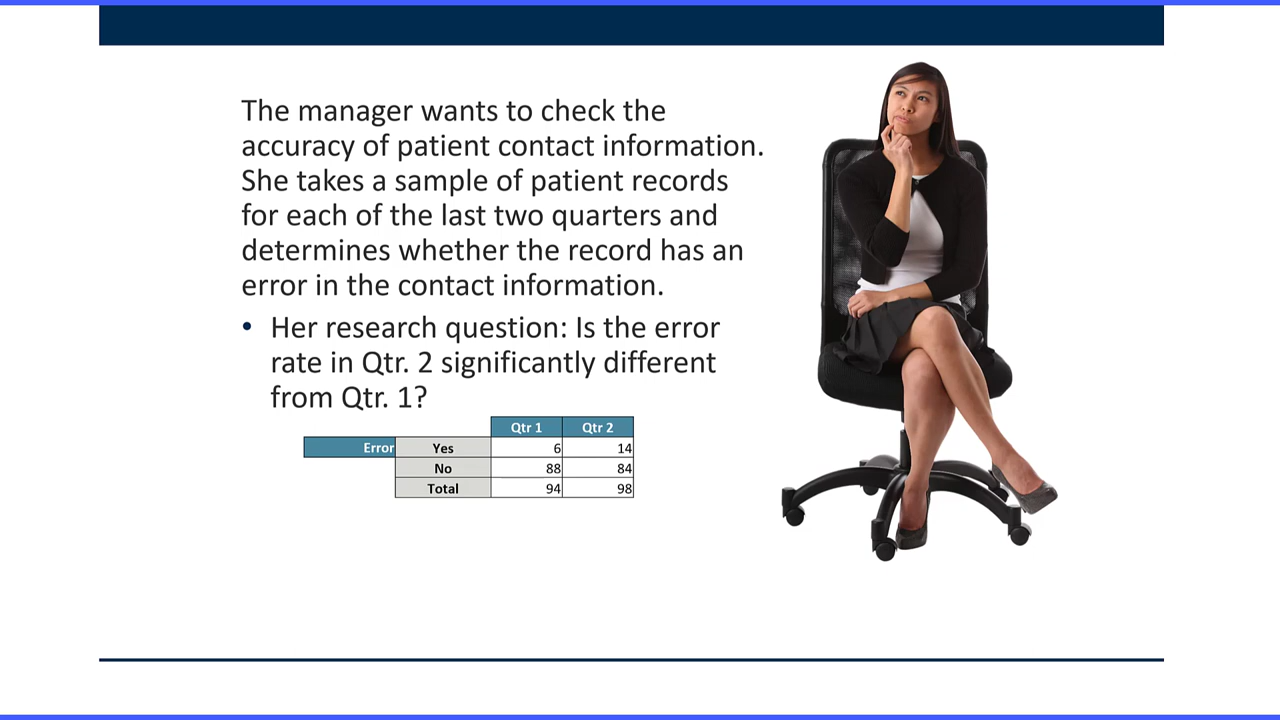 The manager wants to check the
accuracy of patient contact information.
She takes a sample of patient records
for each of the last two quarters and
determines whether the record has an
error in the contact information.
• Her research question: Is the error
rate in Qtr. 2 significantly different
from Qtr. 1?
Qtr 1 Qtr 2
Error Yes 6 14
No 88 84
Total 94 98